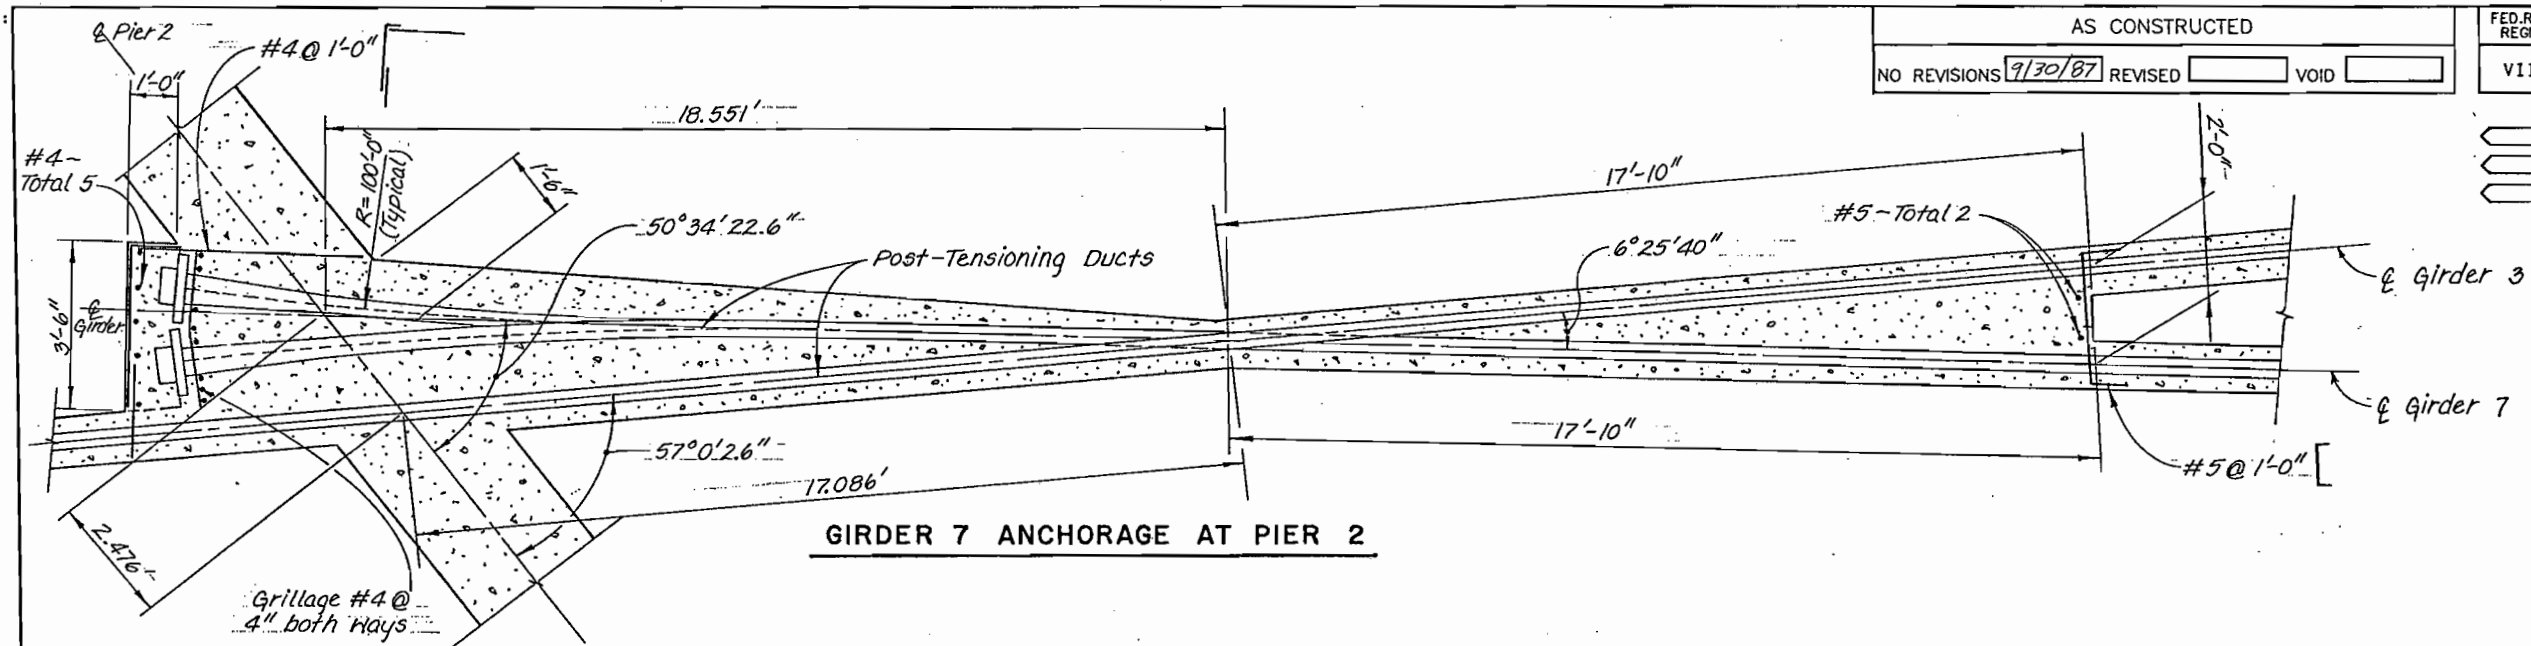 AS CONSTRUCTED
NO REVISIONS 9/30/87 REVISED VOID
FED.R
REGI
VII
℄ Pier 2
#4 @ 1'-0"
1'-0"
18.551'
#4-
Total 5
R=100'-0"
(Typical)
1'-6"
50°34'22.6"
Post-Tensioning Ducts
17'-10"
2'-0"
#5-Total 2
6°25'40"
℄ Girder 3
3'-6"
℄
Girder
℄ Girder 7
57°0'2.6"
17'-10"
#5 @ 1'-0"
17.086'
2.476'
GIRDER 7 ANCHORAGE AT PIER 2
Grillage #4 @
4" both ways